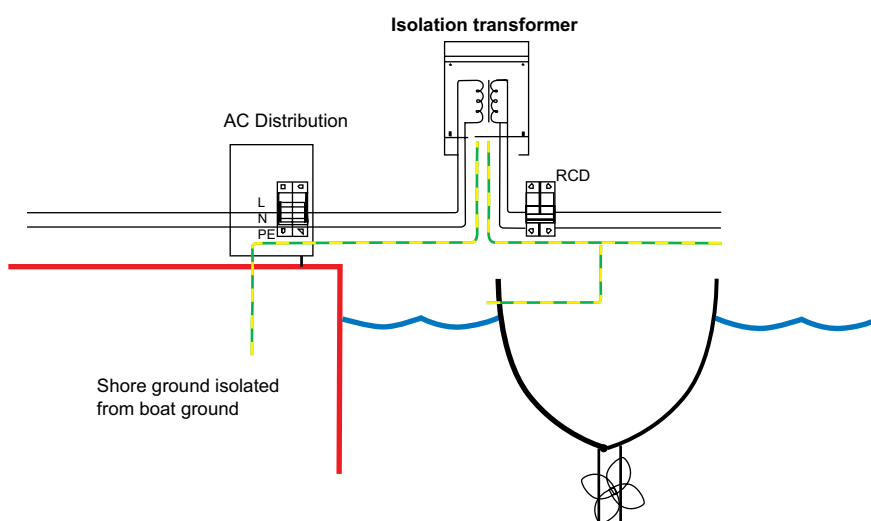 Isolation transformer
AC Distribution
RCD
L
N
PE
Shore ground isolated
from boat ground